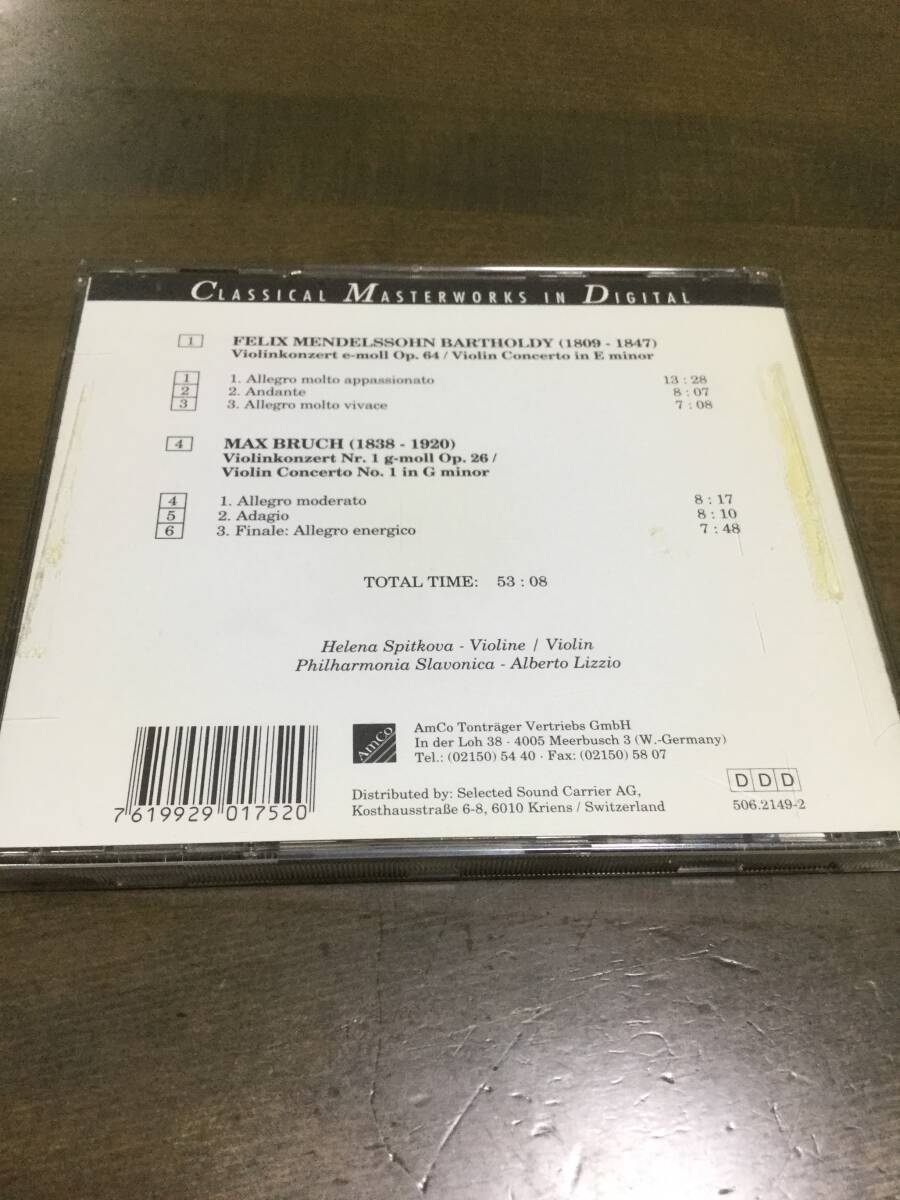 CLASSICAL MASTERWORKS IN DIGITAL
1 FELIX MENDELSSOHN BARTHOLDY (1809 - 1847)
Violinkonzert e-moll Op. 64 / Violin Concerto in E minor
1 1. Allegro molto appassionato 13 : 28
2 2. Andante 8 : 07
3 3. Allegro molto vivace 7 : 08
4 MAX BRUCH (1838 - 1920)
Violinkonzert Nr. 1 g-moll Op. 26 /
Violin Concerto No. 1 in G minor
4 1. Allegro moderato 8 : 17
5 2. Adagio 8 : 10
6 3. Finale: Allegro energico 7 : 48
TOTAL TIME: 53 : 08
Helena Spitkova - Violine / Violin
Philharmonia Slavonica - Alberto Lizzio
AmCo
AmCo Tonträger Vertriebs GmbH
In der Loh 38 · 4005 Meerbusch 3 (W.-Germany)
Tel.: (02150) 54 40 · Fax: (02150) 58 07
Distributed by: Selected Sound Carrier AG,
Kosthausstraße 6-8, 6010 Kriens / Switzerland
DDD
506.2149-2
7 619929 017520